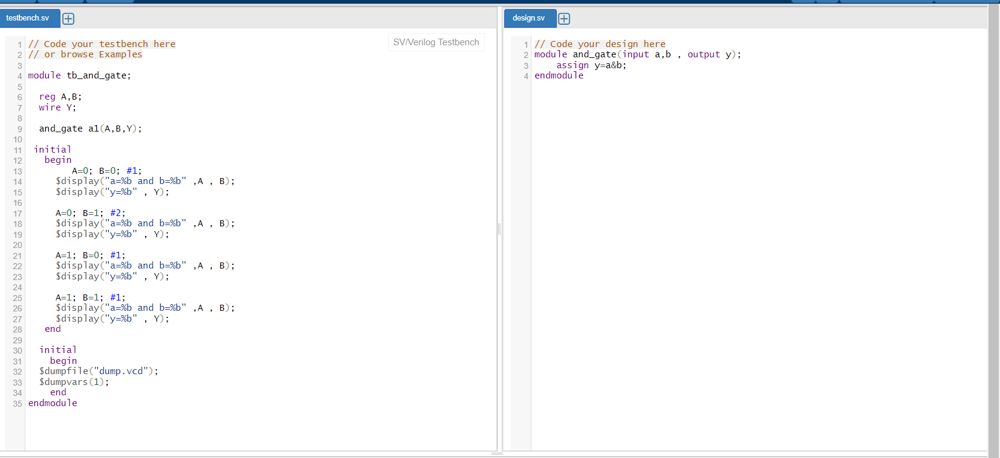 testbench.sv
SV/Verilog Testbench
1 // Code your testbench here
2 // or browse Examples
3
4 module tb_and_gate;
5
6 reg A,B;
7 wire Y;
8
9 and_gate a1(A,B,Y);
10
11 initial
12 begin
13 A=0; B=0; #1;
14 $display("a=%b and b=%b" ,A , B);
15 $display("y=%b" , Y);
16
17 A=0; B=1; #2;
18 $display("a=%b and b=%b" ,A , B);
19 $display("y=%b" , Y);
20
21 A=1; B=0; #1;
22 $display("a=%b and b=%b" ,A , B);
23 $display("y=%b" , Y);
24
25 A=1; B=1; #1;
26 $display("a=%b and b=%b" ,A , B);
27 $display("y=%b" , Y);
28 end
29
30 initial
31 begin
32 $dumpfile("dump.vcd");
33 $dumpvars(1);
34 end
35 endmodule
design.sv
1 // Code your design here
2 module and_gate(input a,b , output y);
3 assign y=a&b;
4 endmodule